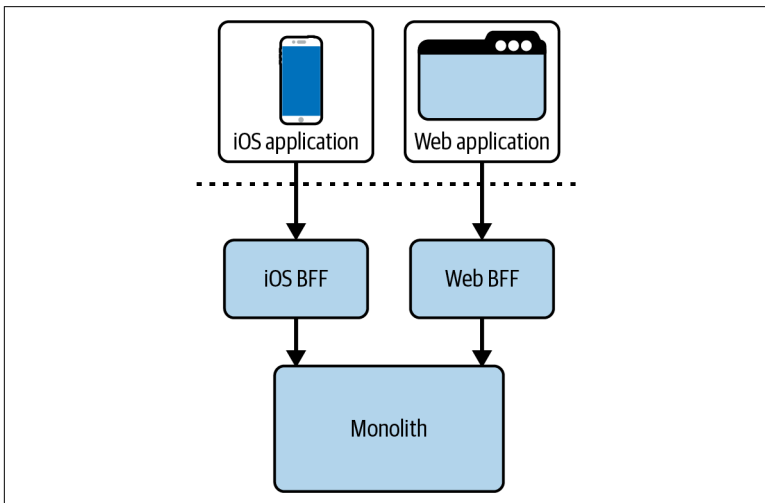 iOS application
Web application
iOS BFF
Web BFF
Monolith